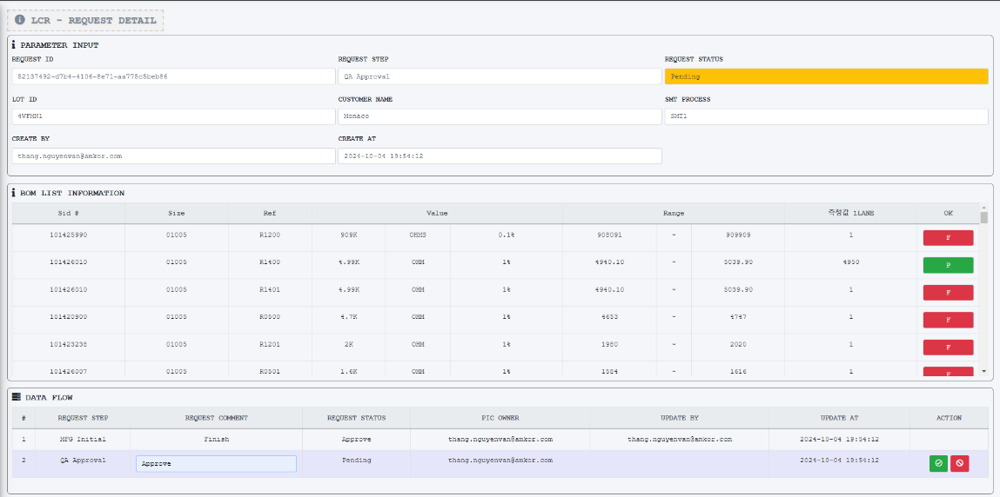 LCR - REQUEST DETAIL
PARAMETER INPUT
REQUEST ID REQUEST STEP REQUEST STATUS
52137492-d7b4-4106-8e71-aa775c5beb86 QA Approval Pending
LOT ID CUSTOMER NAME SMT PROCESS
4VFMN1 Monaco SMT1
CREATE BY CREATE AT
thang.nguyenvan@amkor.com 2024-10-04 19:54:12
BOM LIST INFORMATION
Sid # Size Ref Value Range 측정값 1LANE OK
101425990 01005 R1200 909K OHMS 0.1% 908091 ~ 909909 1 F
101426010 01005 R1400 4.99K OHM 1% 4940.10 ~ 5039.90 4950 P
101426010 01005 R1401 4.99K OHM 1% 4940.10 ~ 5039.90 1 F
101420900 01005 R0500 4.7K OHM 1% 4653 ~ 4747 1 F
101423238 01005 R1201 2K OHM 1% 1980 ~ 2020 1 F
101426007 01005 R0501 1.6K OHM 1% 1584 ~ 1616 1 F
DATA FLOW
# REQUEST STEP REQUEST COMMENT REQUEST STATUS PIC OWNER UPDATE BY UPDATE AT ACTION
1 MFG Initial Finish Approve thang.nguyenvan@amkor.com thang.nguyenvan@amkor.com 2024-10-04 19:54:12
2 QA Approval Approve Pending thang.nguyenvan@amkor.com 2024-10-04 19:54:12